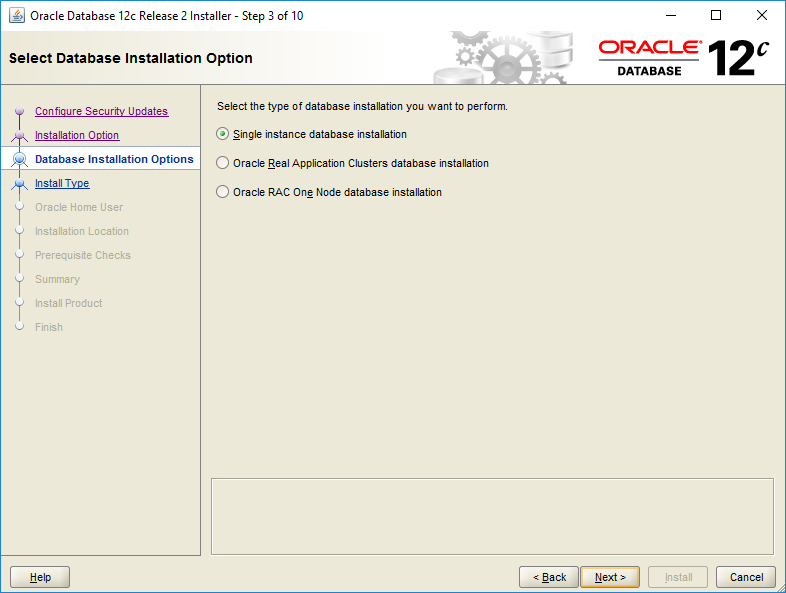 Oracle Database 12c Release 2 Installer - Step 3 of 10
Select Database Installation Option
ORACLE®
DATABASE
12c
Configure Security Updates
Installation Option
Database Installation Options
Install Type
Oracle Home User
Installation Location
Prerequisite Checks
Summary
Install Product
Finish
Select the type of database installation you want to perform.
Single instance database installation
Oracle Real Application Clusters database installation
Oracle RAC One Node database installation
Help
< Back
Next >
Install
Cancel